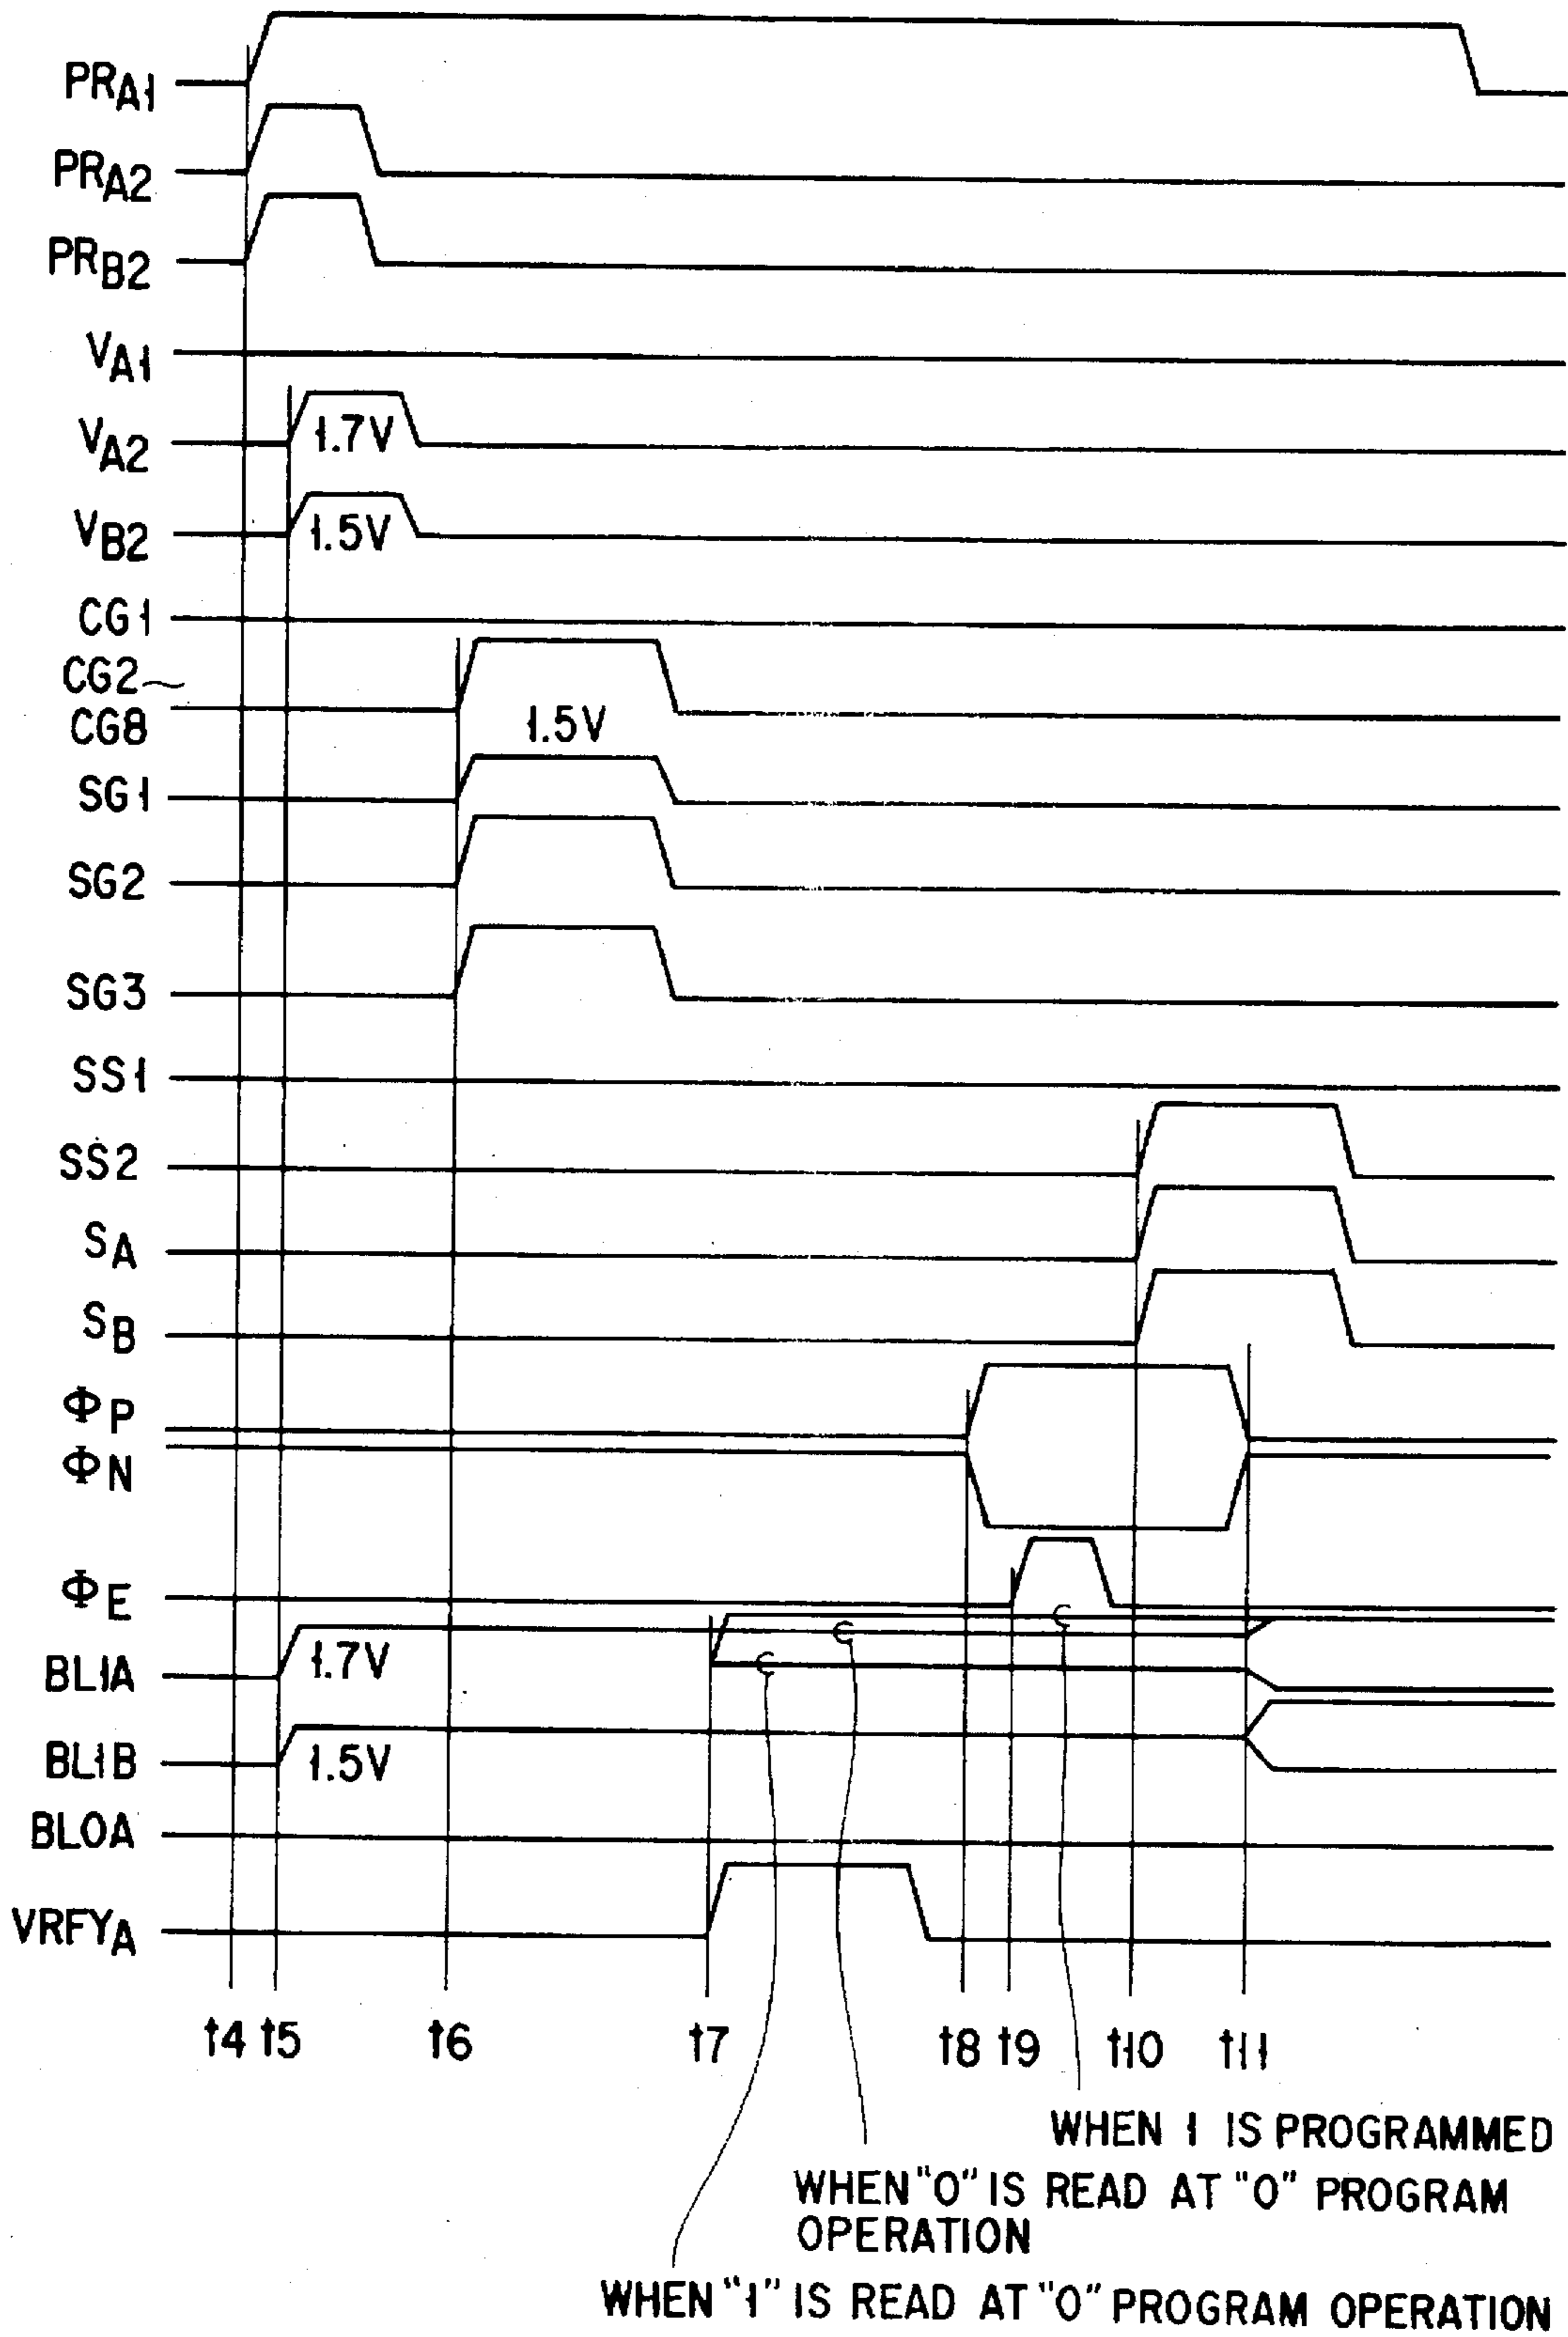 PRA1
PRA2
PRB2
VA1
VA2
1.7V
VB2
1.5V
CG1
CG2~
CG8
1.5V
SG1
SG2
SG3
SS1
SS2
SA
SB
ΦP
ΦN
ΦE
BL1A
1.7V
BL1B
1.5V
BL0A
VRFYA
t4 t5 t6 t7 t8 t9 t10 t11
WHEN 1 IS PROGRAMMED
WHEN "0" IS READ AT "0" PROGRAM
OPERATION
WHEN "1" IS READ AT "0" PROGRAM OPERATION